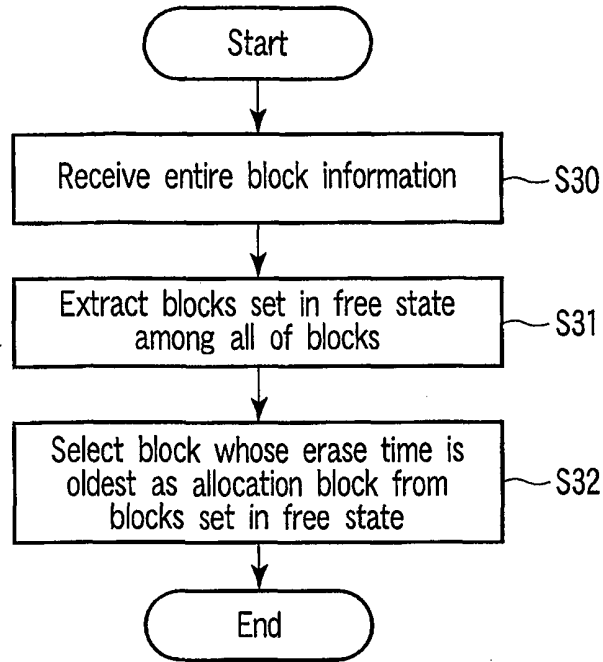 Start
Receive entire block information
S30
Extract blocks set in free state
among all of blocks
S31
Select block whose erase time is
oldest as allocation block from
blocks set in free state
S32
End